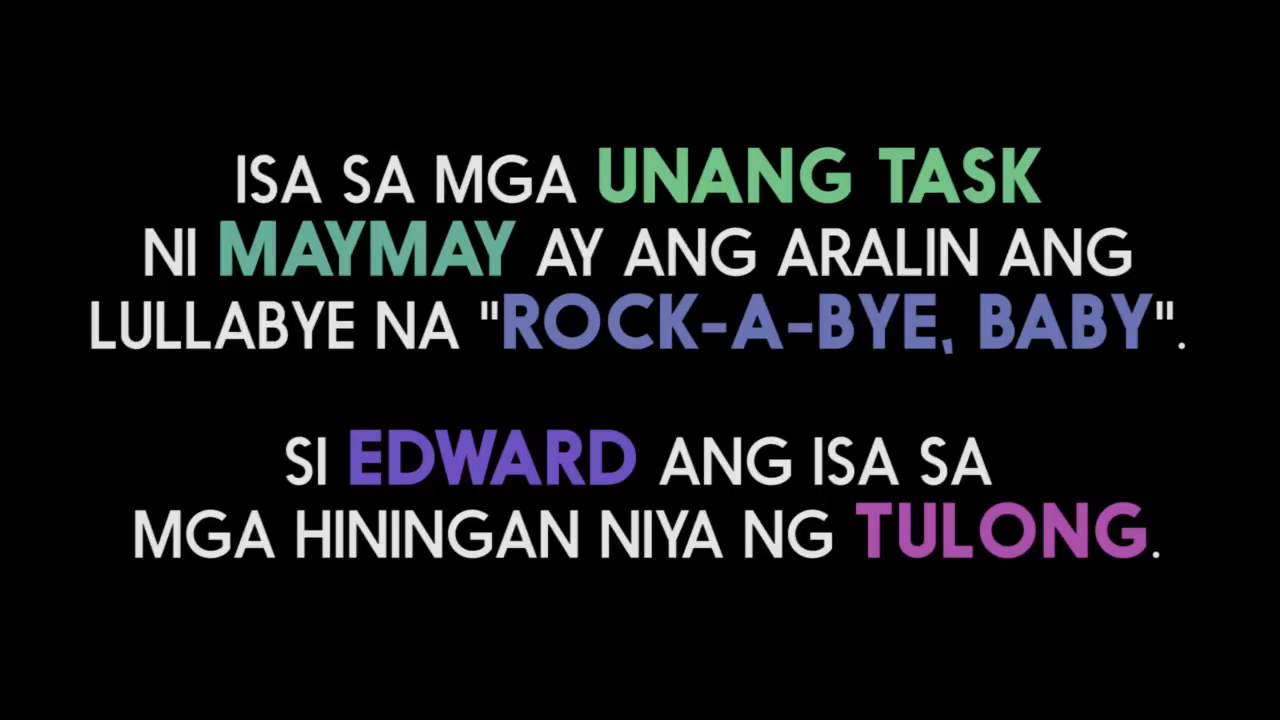 ISA SA MGA UNANG TASK
NI MAYMAY AY ANG ARALIN ANG
LULLABYE NA "ROCK-A-BYE, BABY".
SI EDWARD ANG ISA SA
MGA HININGAN NIYA NG TULONG.